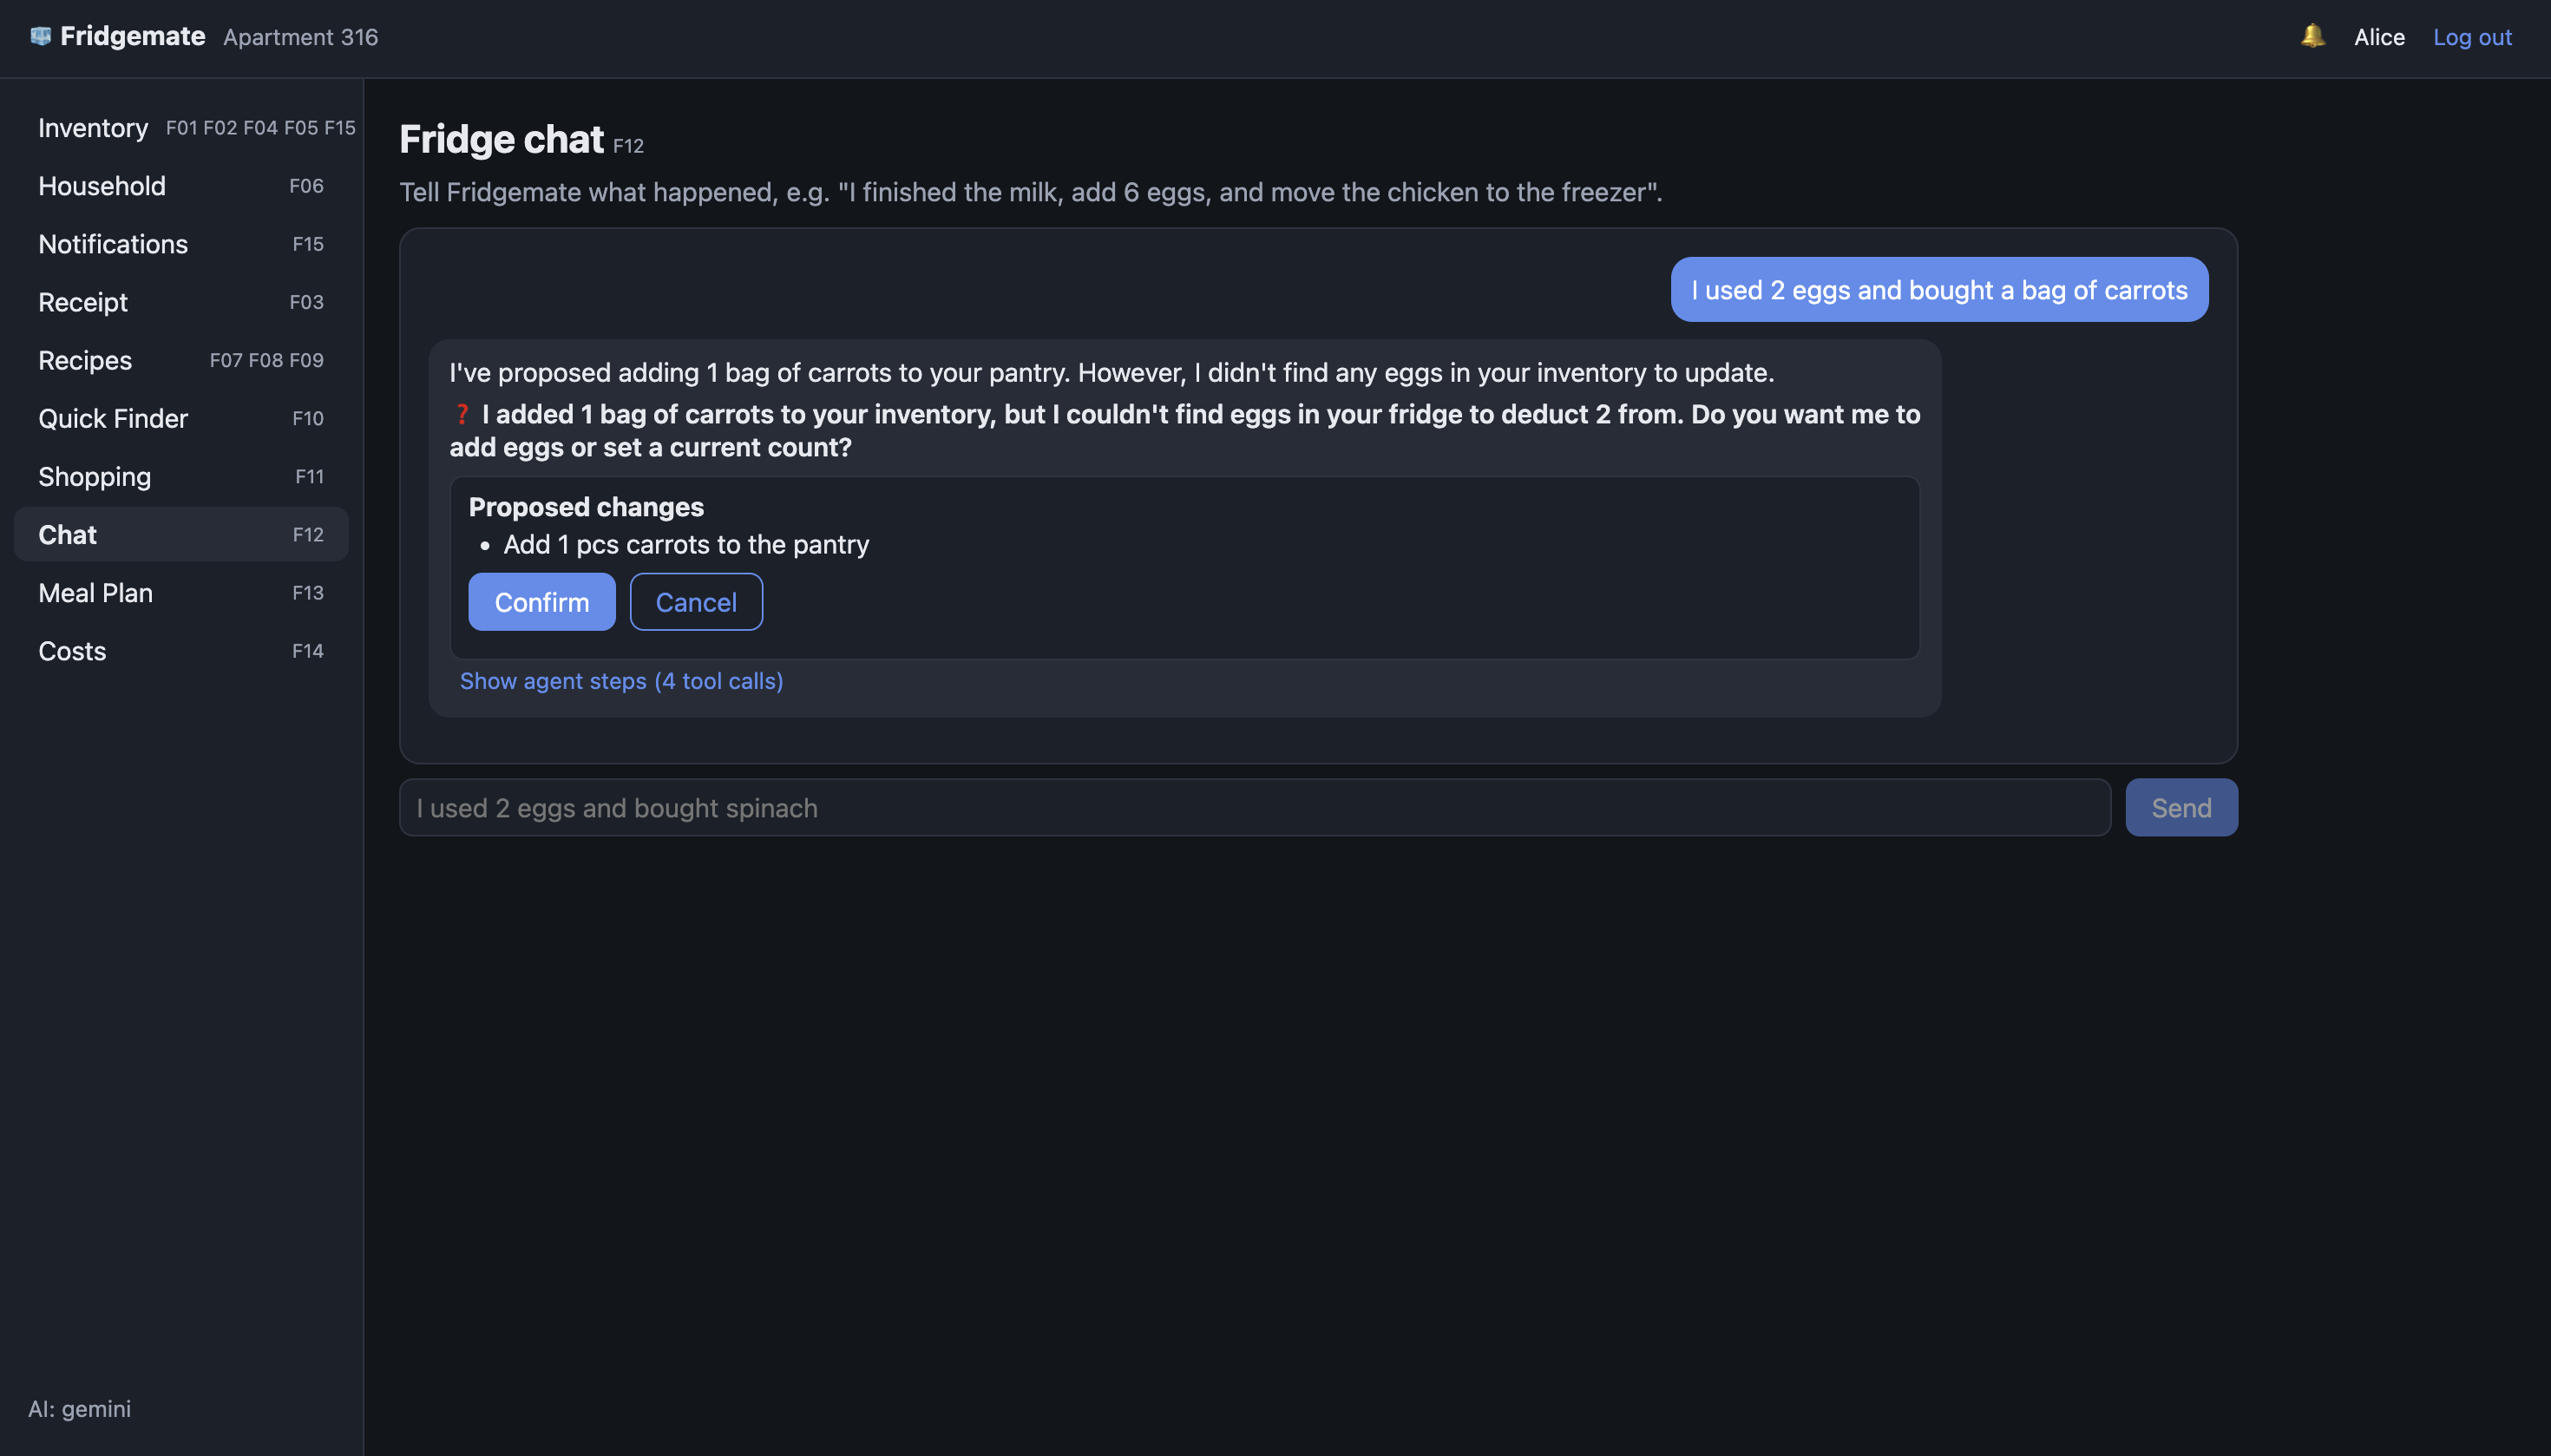 Fridgemate Apartment 316
🔔 Alice Log out
Inventory F01 F02 F04 F05 F15
Household F06
Notifications F15
Receipt F03
Recipes F07 F08 F09
Quick Finder F10
Shopping F11
Chat F12
Meal Plan F13
Costs F14
AI: gemini
Fridge chat F12
Tell Fridgemate what happened, e.g. "I finished the milk, add 6 eggs, and move the chicken to the freezer".
I used 2 eggs and bought a bag of carrots
I've proposed adding 1 bag of carrots to your pantry. However, I didn't find any eggs in your inventory to update.
❓ I added 1 bag of carrots to your inventory, but I couldn't find eggs in your fridge to deduct 2 from. Do you want me to
add eggs or set a current count?
Proposed changes
• Add 1 pcs carrots to the pantry
Confirm Cancel
Show agent steps (4 tool calls)
I used 2 eggs and bought spinach
Send